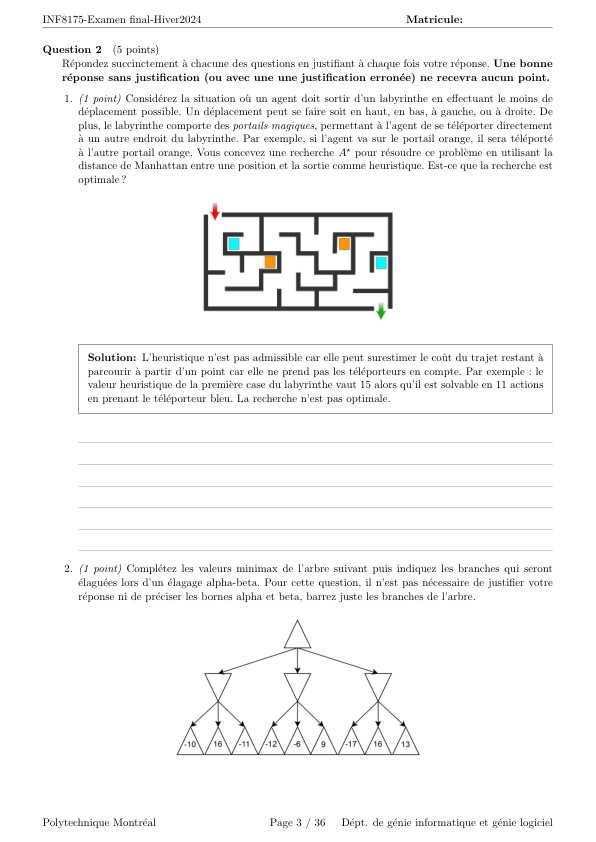 INF8175-Examen final-Hiver2024 Matricule:
Question 2 (5 points)
Répondez succinctement à chacune des questions en justifiant à chaque fois votre réponse. Une bonne
réponse sans justification (ou avec une une justification erronée) ne recevra aucun point.
1. (1 point) Considérez la situation où un agent doit sortir d'un labyrinthe en effectuant le moins de
déplacement possible. Un déplacement peut se faire soit en haut, en bas, à gauche, ou à droite. De
plus, le labyrinthe comporte des portails magiques, permettant à l'agent de se téléporter directement
à un autre endroit du labyrinthe. Par exemple, si l'agent va sur le portail orange, il sera téléporté
à l'autre portail orange. Vous concevez une recherche A* pour résoudre ce problème en utilisant la
distance de Manhattan entre une position et la sortie comme heuristique. Est-ce que la recherche est
optimale ?
Solution: L'heuristique n'est pas admissible car elle peut surestimer le coût du trajet restant à
parcourir à partir d'un point car elle ne prend pas les téléporteurs en compte. Par exemple : le
valeur heuristique de la première case du labyrinthe vaut 15 alors qu'il est solvable en 11 actions
en prenant le téléporteur bleu. La recherche n'est pas optimale.
2. (1 point) Complétez les valeurs minimax de l'arbre suivant puis indiquez les branches qui seront
élaguées lors d'un élagage alpha-beta. Pour cette question, il n'est pas nécessaire de justifier votre
réponse ni de préciser les bornes alpha et beta, barrez juste les branches de l'arbre.
-10 16 -11 -12 -6 9 -17 16 13
Polytechnique Montréal Page 3 / 36 Dépt. de génie informatique et génie logiciel